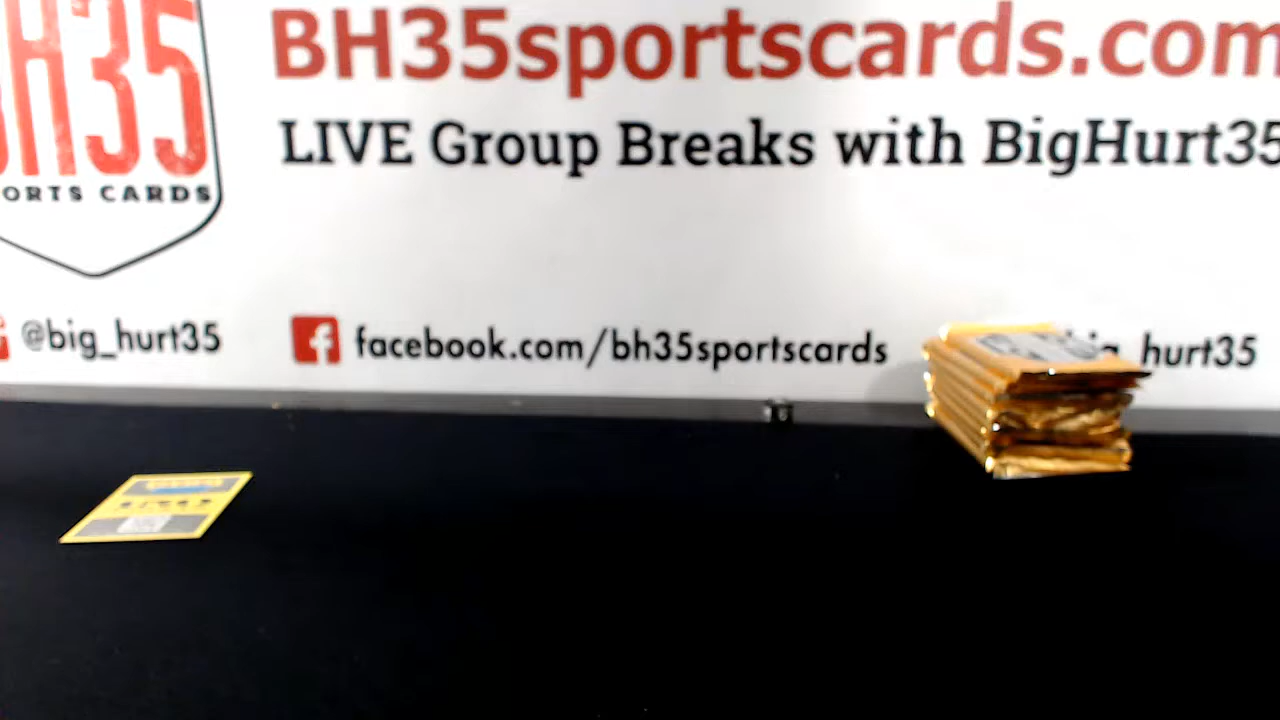 BH35sportscards.com
LIVE Group Breaks with BigHurt35
H35
ORTS CARDS
@big_hurt35
facebook.com/bh35sportscards
hurt35